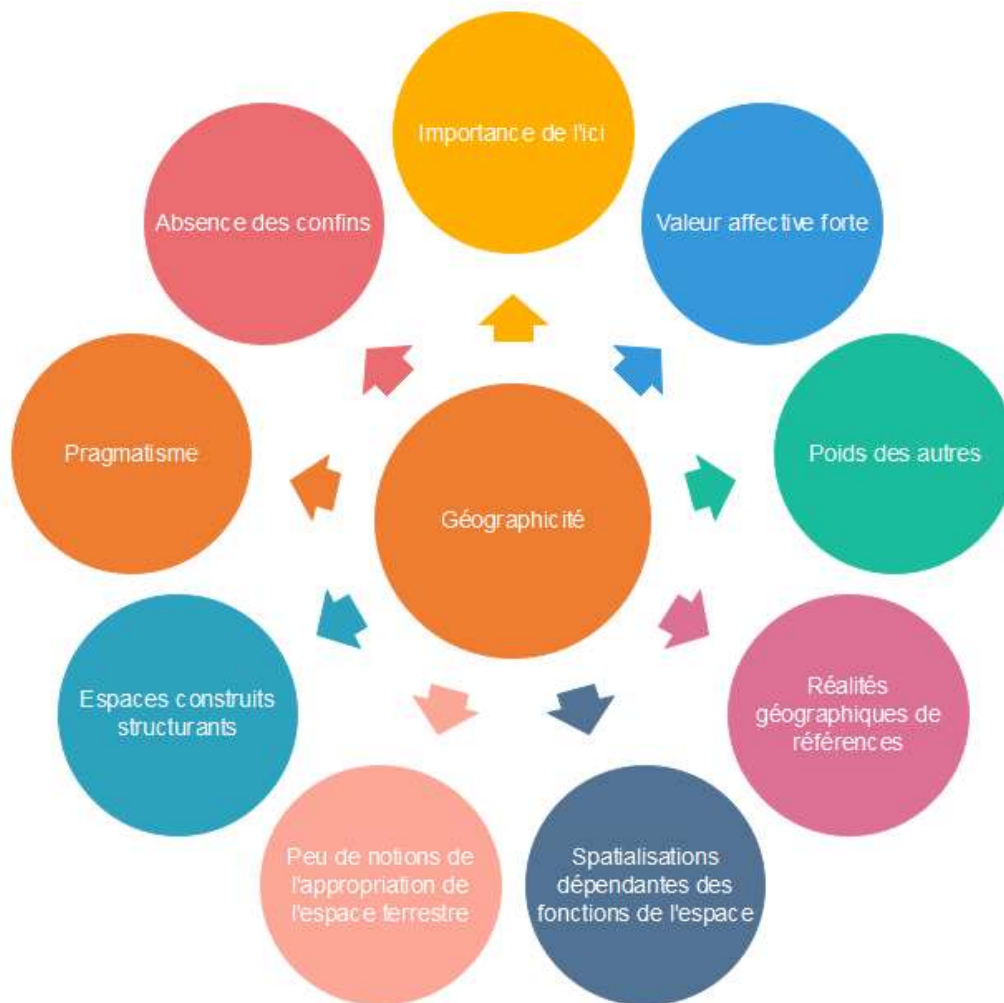 Importance de l'ici
Absence des confins
Valeur affective forte
Pragmatisme
Poids des autres
Géographicité
Espaces construits
structurants
Réalités
géographiques de
références
Peu de notions de
l'appropriation de
l'espace terrestre
Spatialisations
dépendantes des
fonctions de l'espace